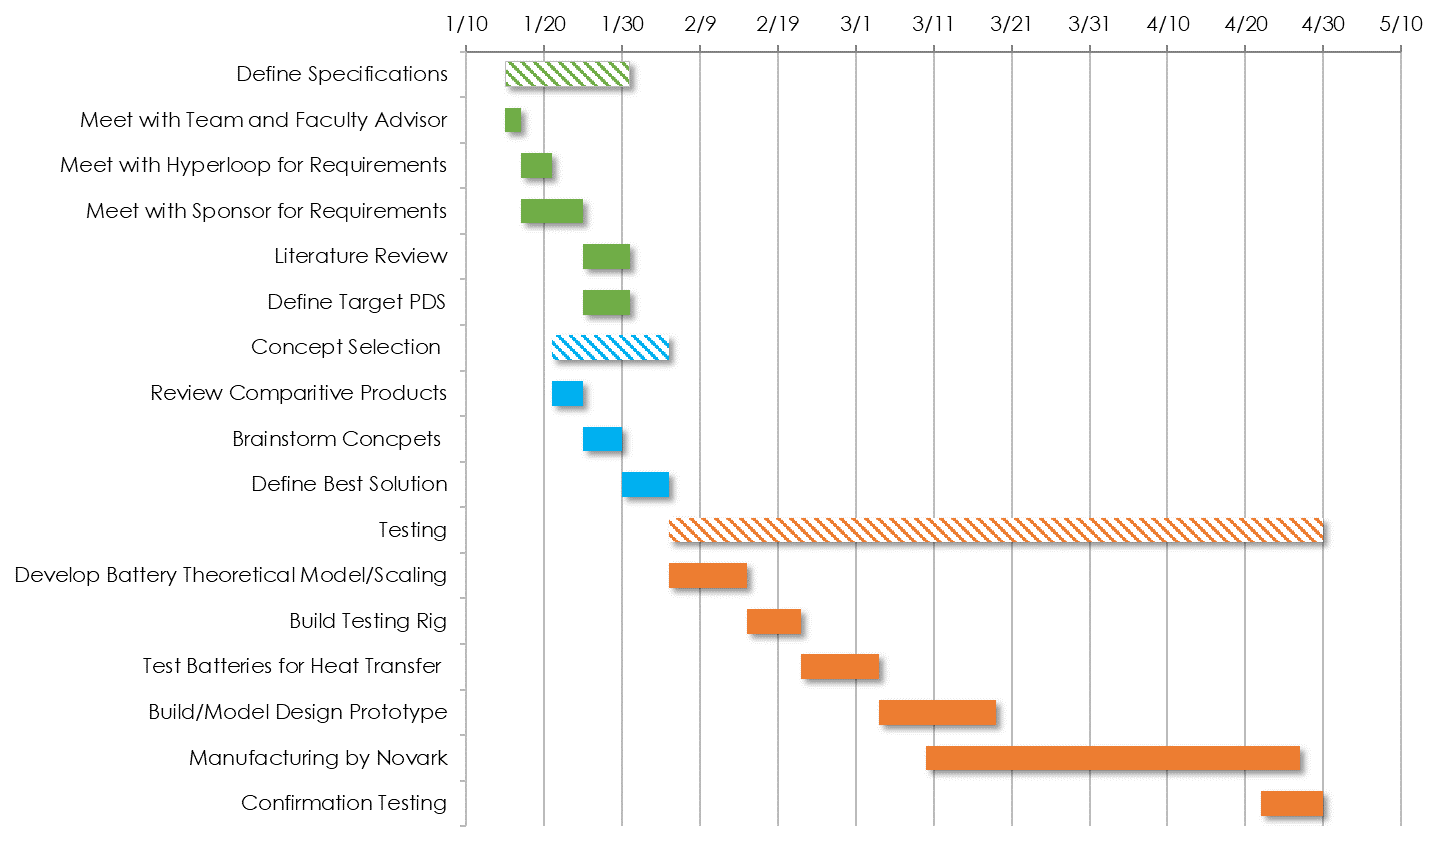 1/10 1/20 1/30 2/9 2/19 3/1 3/11 3/21 3/31 4/10 4/20 4/30 5/10
Define Specifications
Meet with Team and Faculty Advisor
Meet with Hyperloop for Requirements
Meet with Sponsor for Requirements
Literature Review
Define Target PDS
Concept Selection
Review Comparitive Products
Brainstorm Concpets
Define Best Solution
Testing
Develop Battery Theoretical Model/Scaling
Build Testing Rig
Test Batteries for Heat Transfer
Build/Model Design Prototype
Manufacturing by Novark
Confirmation Testing